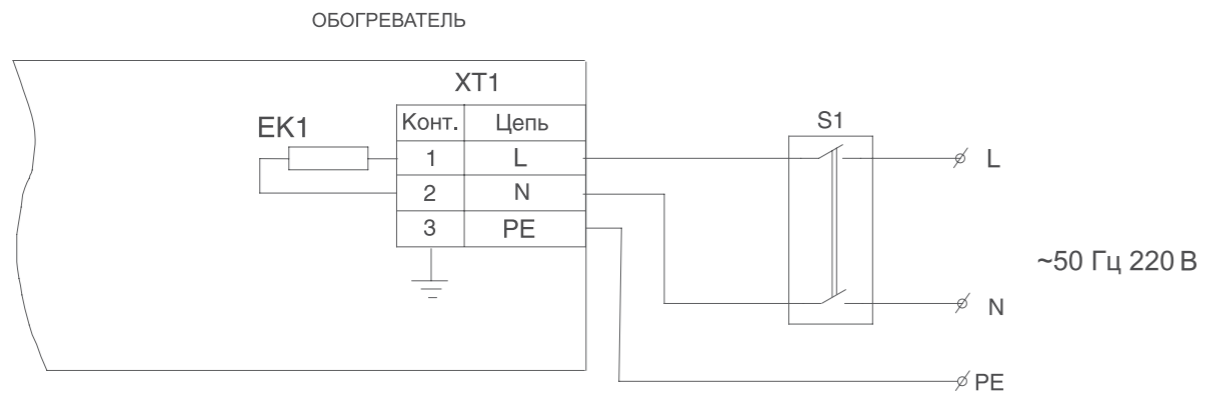 ОБОГРЕВАТЕЛЬ
XT1
EK1
Конт. Цепь
1 L
2 N
3 PE
S1
L
~50 Гц 220 В
N
PE